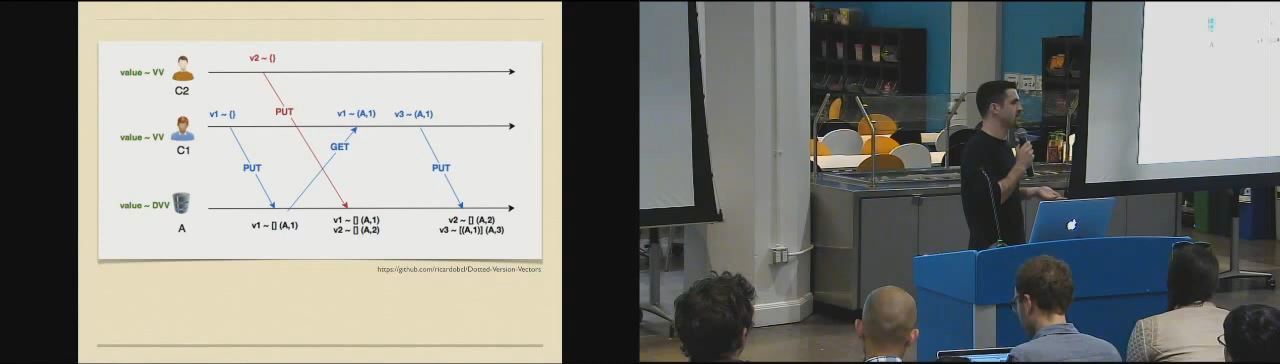 v2 ~ {}
value ~ VV
C2
PUT
v1 ~ {}
v1 ~ (A,1)
v3 ~ (A,1)
value ~ VV
C1
GET
PUT
PUT
value ~ DVV
A
v1 ~ [] (A,1)
v1 ~ [] (A,1)
v2 ~ [] (A,2)
v2 ~ [] (A,2)
v3 ~ [(A,1)] (A,3)
https://github.com/ricardobcl/Dotted-Version-Vectors